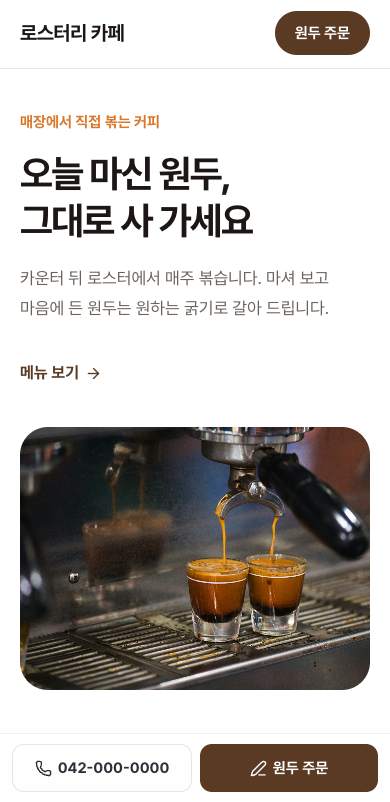 로스터리 카페
원두 주문
매장에서 직접 볶는 커피
오늘 마신 원두,
그대로 사 가세요
카운터 뒤 로스터에서 매주 볶습니다. 마셔 보고
마음에 든 원두는 원하는 굵기로 갈아 드립니다.
메뉴 보기 →
042-000-0000
원두 주문